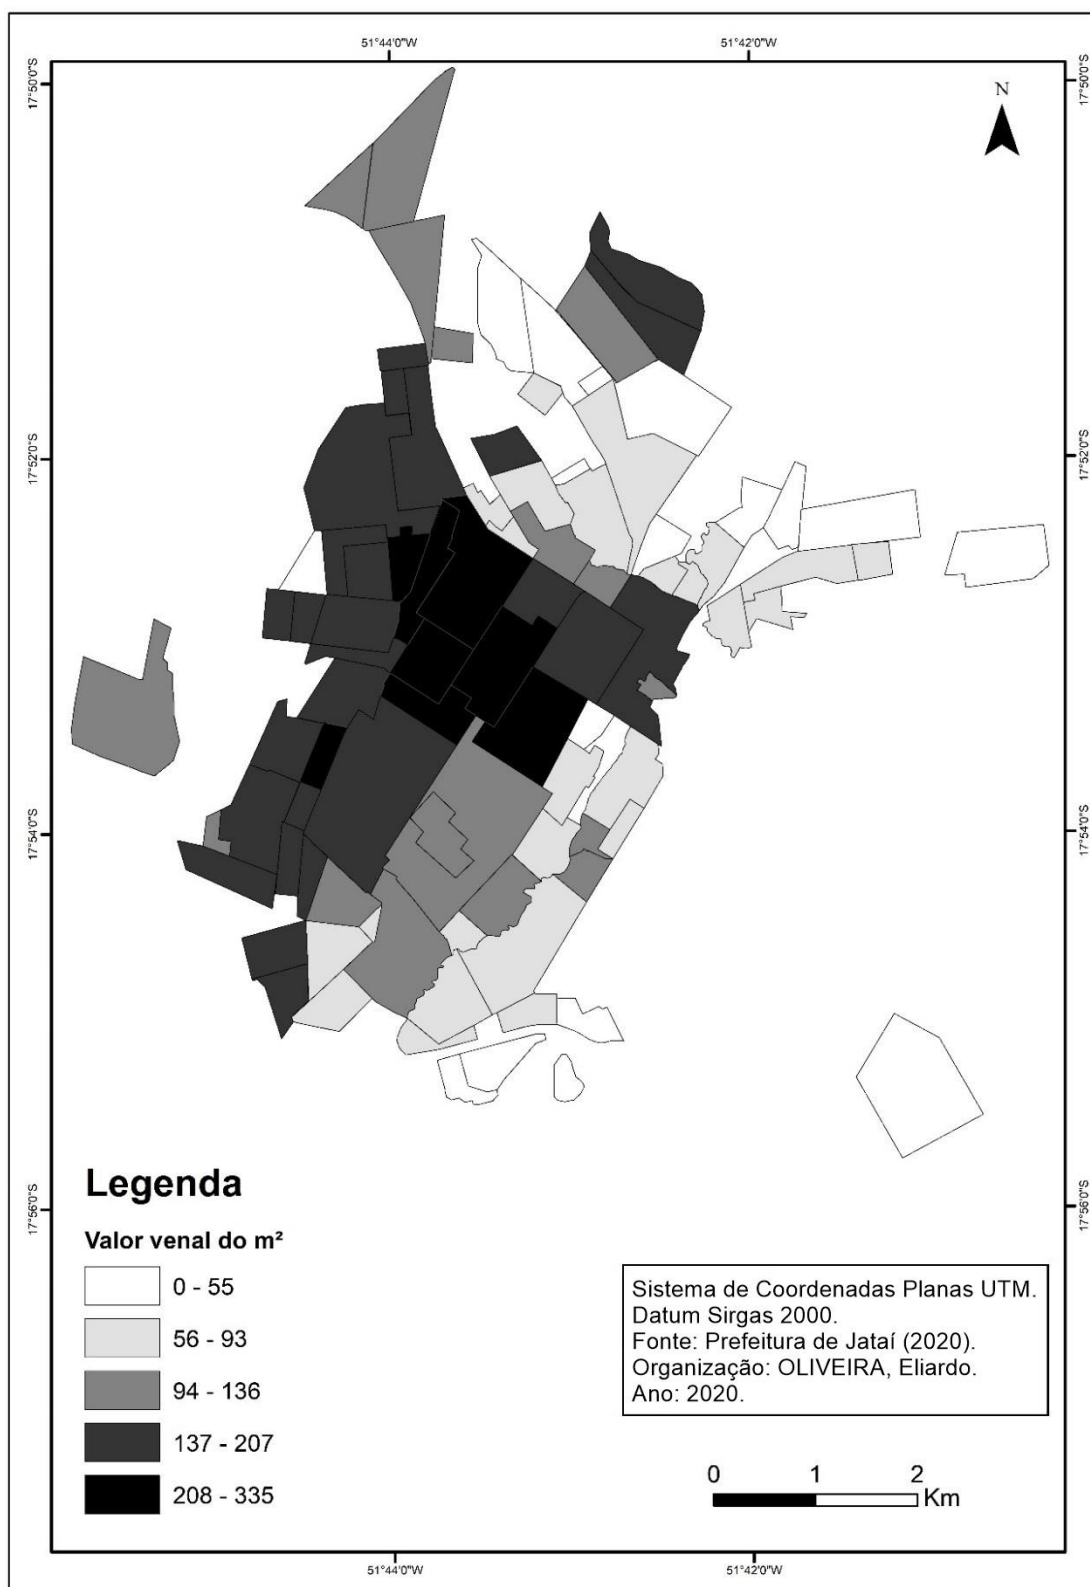 51°44'0"W
51°42'0"W
17°50'0"S
17°50'0"S
N
17°52'0"S
17°52'0"S
17°54'0"S
17°54'0"S
17°56'0"S
17°56'0"S
Legenda
Valor venal do m²
0 - 55
56 - 93
94 - 136
137 - 207
208 - 335
Sistema de Coordenadas Planas UTM.
Datum Sirgas 2000.
Fonte: Prefeitura de Jataí (2020).
Organização: OLIVEIRA, Eliardo.
Ano: 2020.
0 1 2
Km
51°44'0"W
51°42'0"W